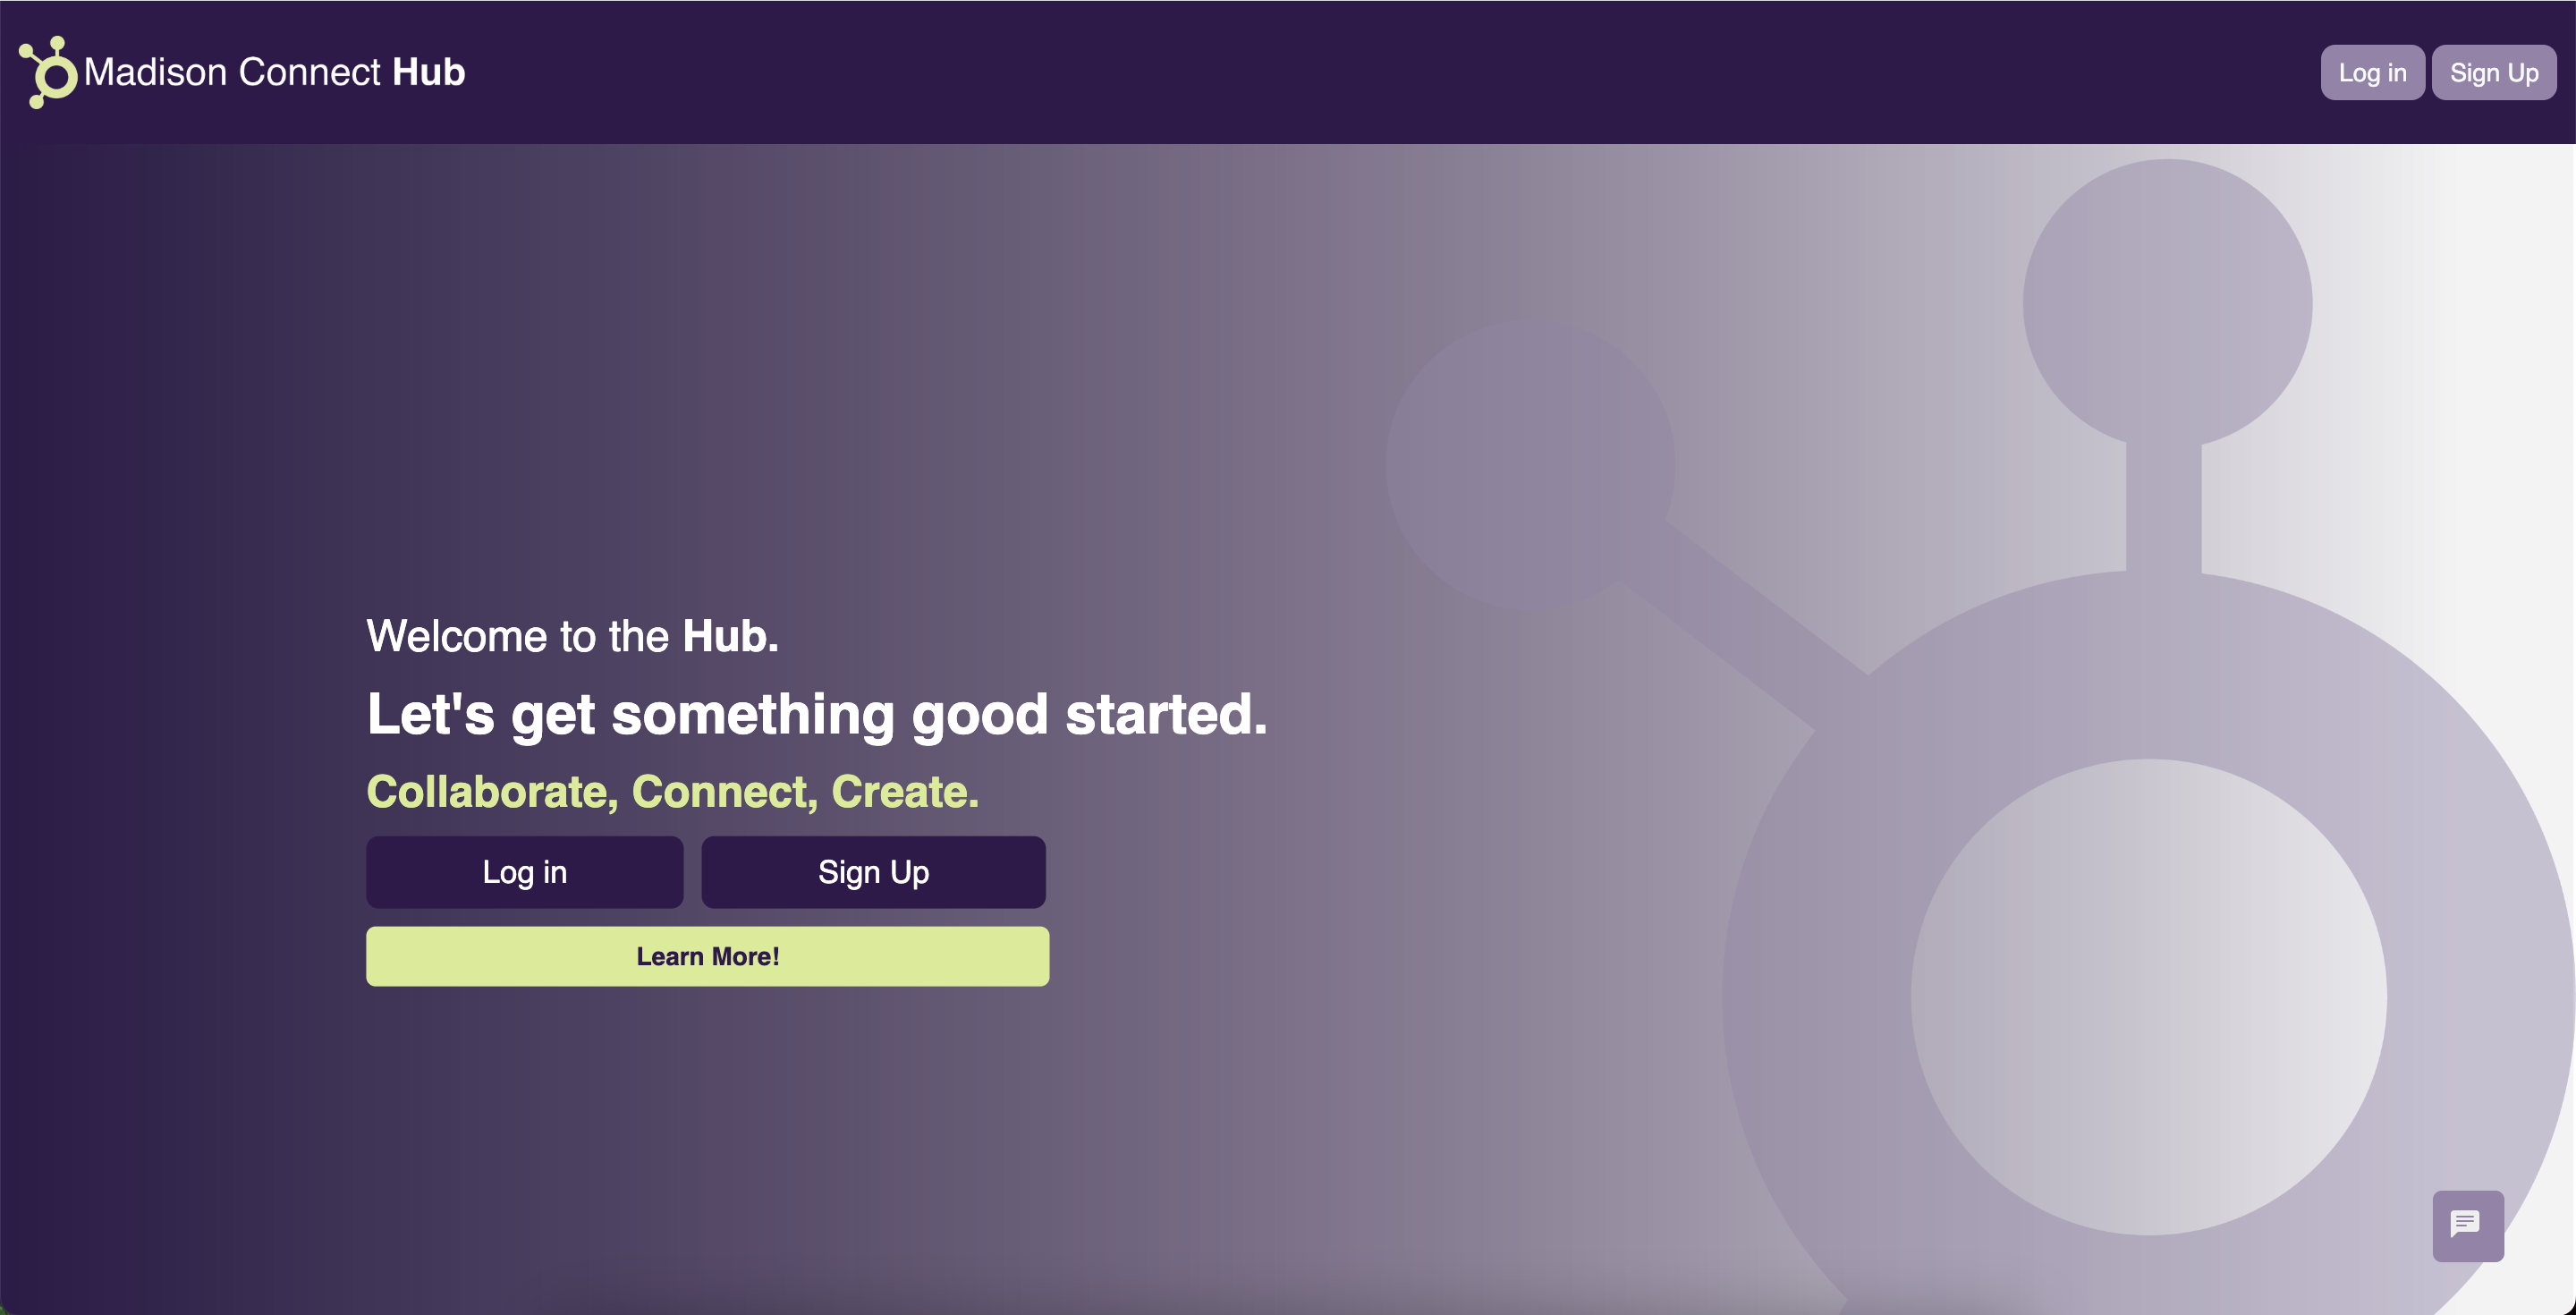 Madison Connect Hub
Log in
Sign Up
Welcome to the Hub.
Let's get something good started.
Collaborate, Connect, Create.
Log in
Sign Up
Learn More!